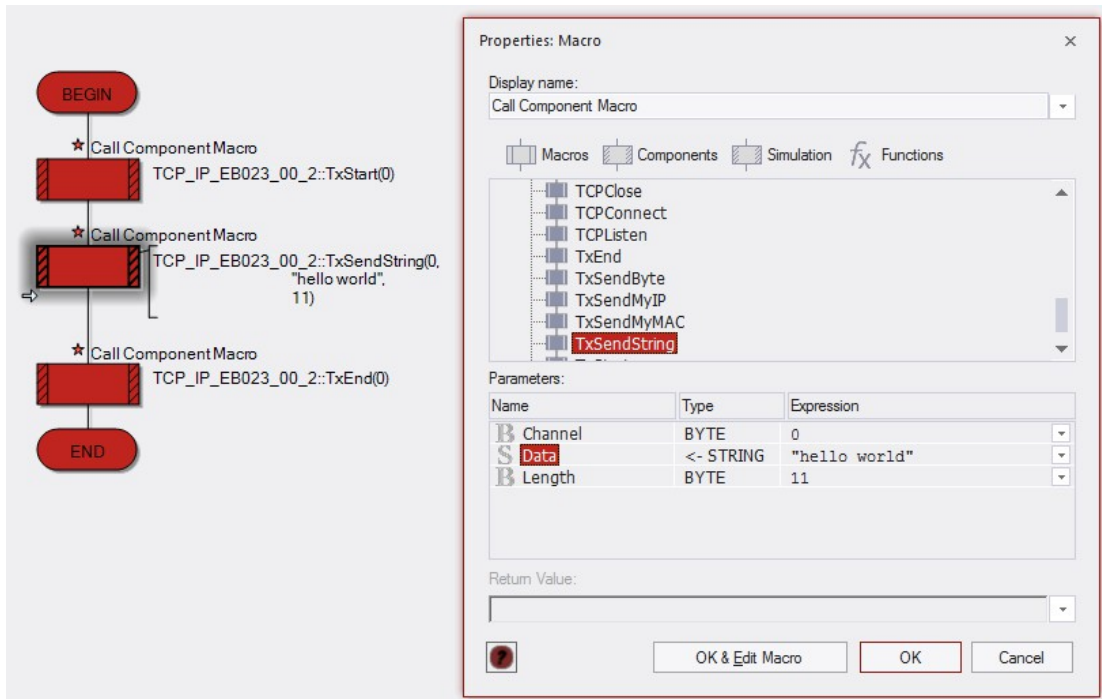 BEGIN
Call Component Macro
TCP_IP_EB023_00_2::TxStart(0)
Call Component Macro
TCP_IP_EB023_00_2::TxSendString(0,
"hello world",
11)
Call Component Macro
TCP_IP_EB023_00_2::TxEnd(0)
END
Properties: Macro
Display name:
Call Component Macro
Macros Components Simulation fx Functions
TCPClose
TCPConnect
TCPListen
TxEnd
TxSendByte
TxSendMyIP
TxSendMyMAC
TxSendString
Parameters:
Name Type Expression
B Channel BYTE 0
S Data <- STRING "hello world"
B Length BYTE 11
Return Value:
? OK & Edit Macro OK Cancel